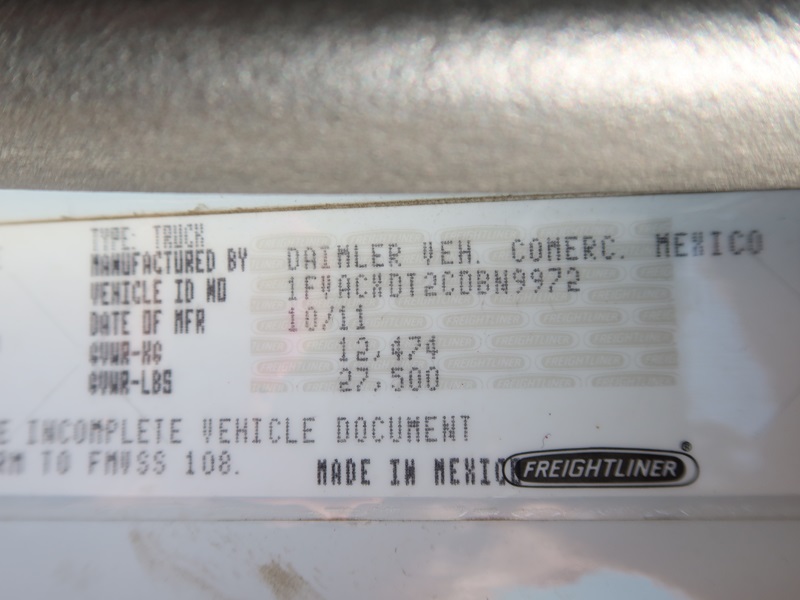 TYPE: TRUCK
MANUFACTURED BY DAIMLER VEH. COMERC. MEXICO
VEHICLE ID NO 1FVACXDT2CDBN9972
DATE OF MFR 10/11
GVWR-KG 12,474
GVWR-LBS 27,500
E INCOMPLETE VEHICLE DOCUMENT
RM TO FMVSS 108.
MADE IN MEXICO FREIGHTLINER®